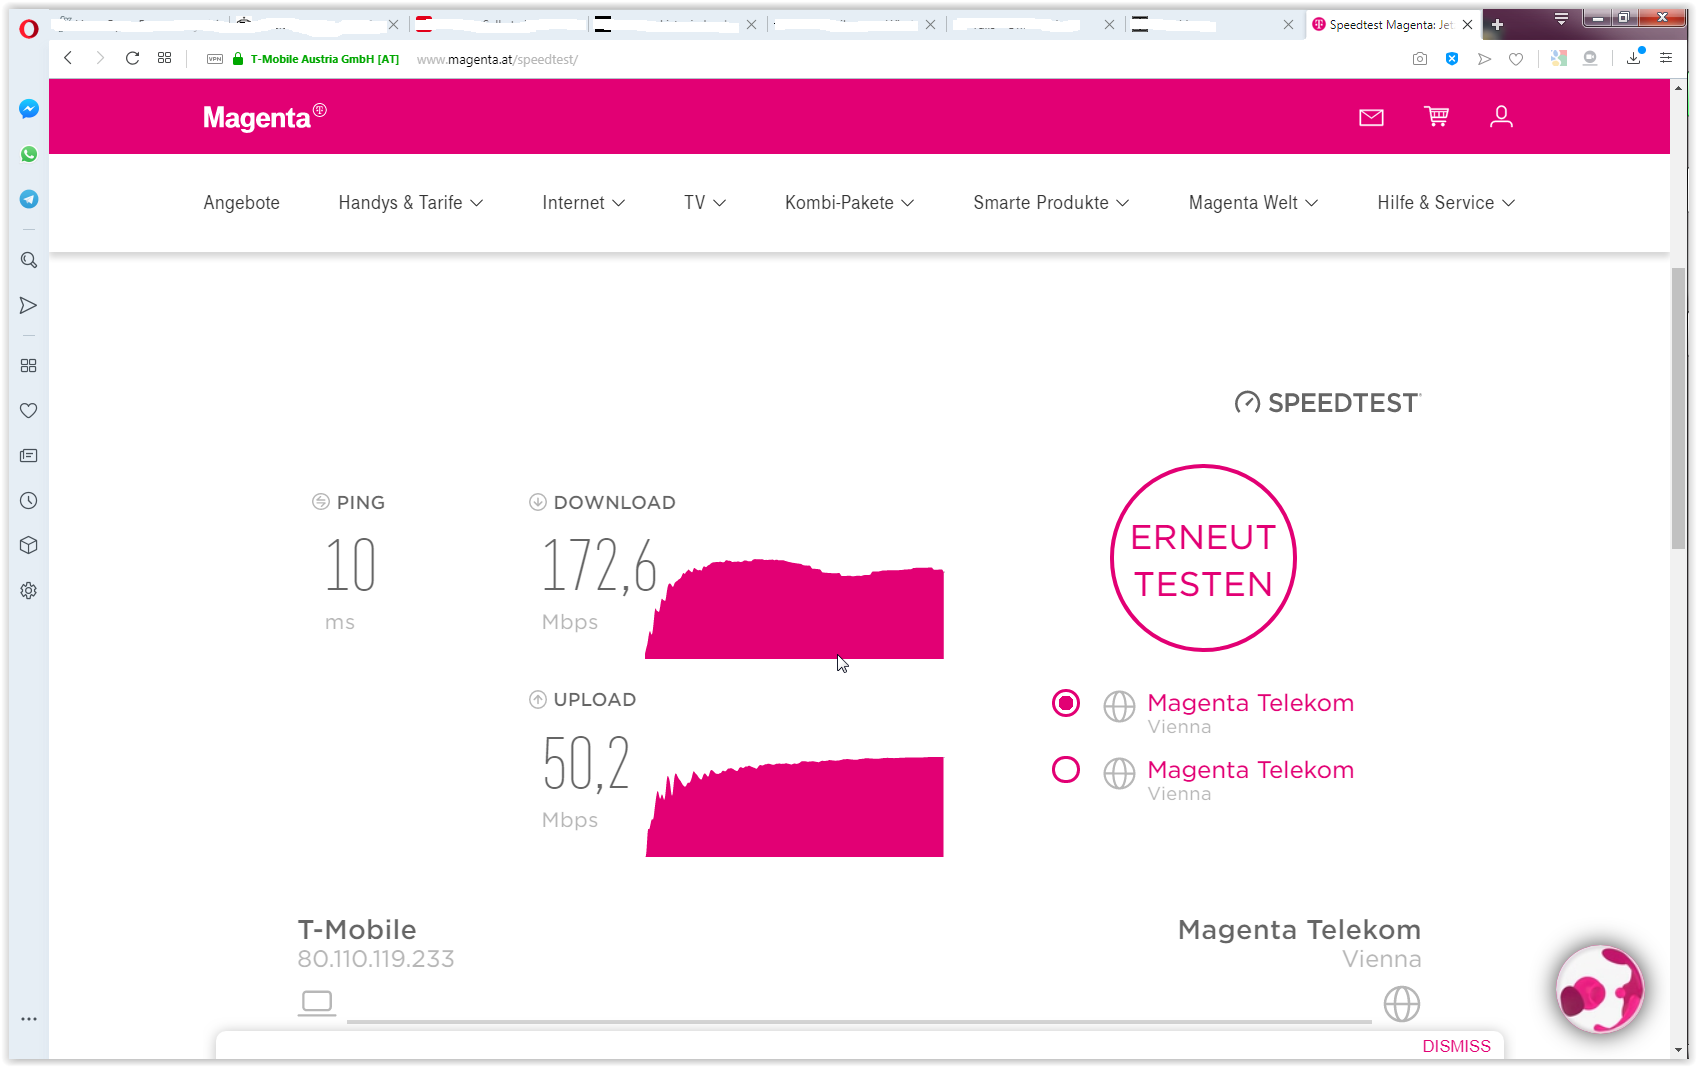 Speedtest Magenta: Jet
VPN
T-Mobile Austria GmbH [AT]
www.magenta.at/speedtest/
Magenta
Angebote
Handys & Tarife
Internet
TV
Kombi-Pakete
Smarte Produkte
Magenta Welt
Hilfe & Service
SPEEDTEST
PING
10
ms
DOWNLOAD
172,6
Mbps
ERNEUT
TESTEN
UPLOAD
50,2
Mbps
Magenta Telekom
Vienna
Magenta Telekom
Vienna
T-Mobile
80.110.119.233
Magenta Telekom
Vienna
DISMISS